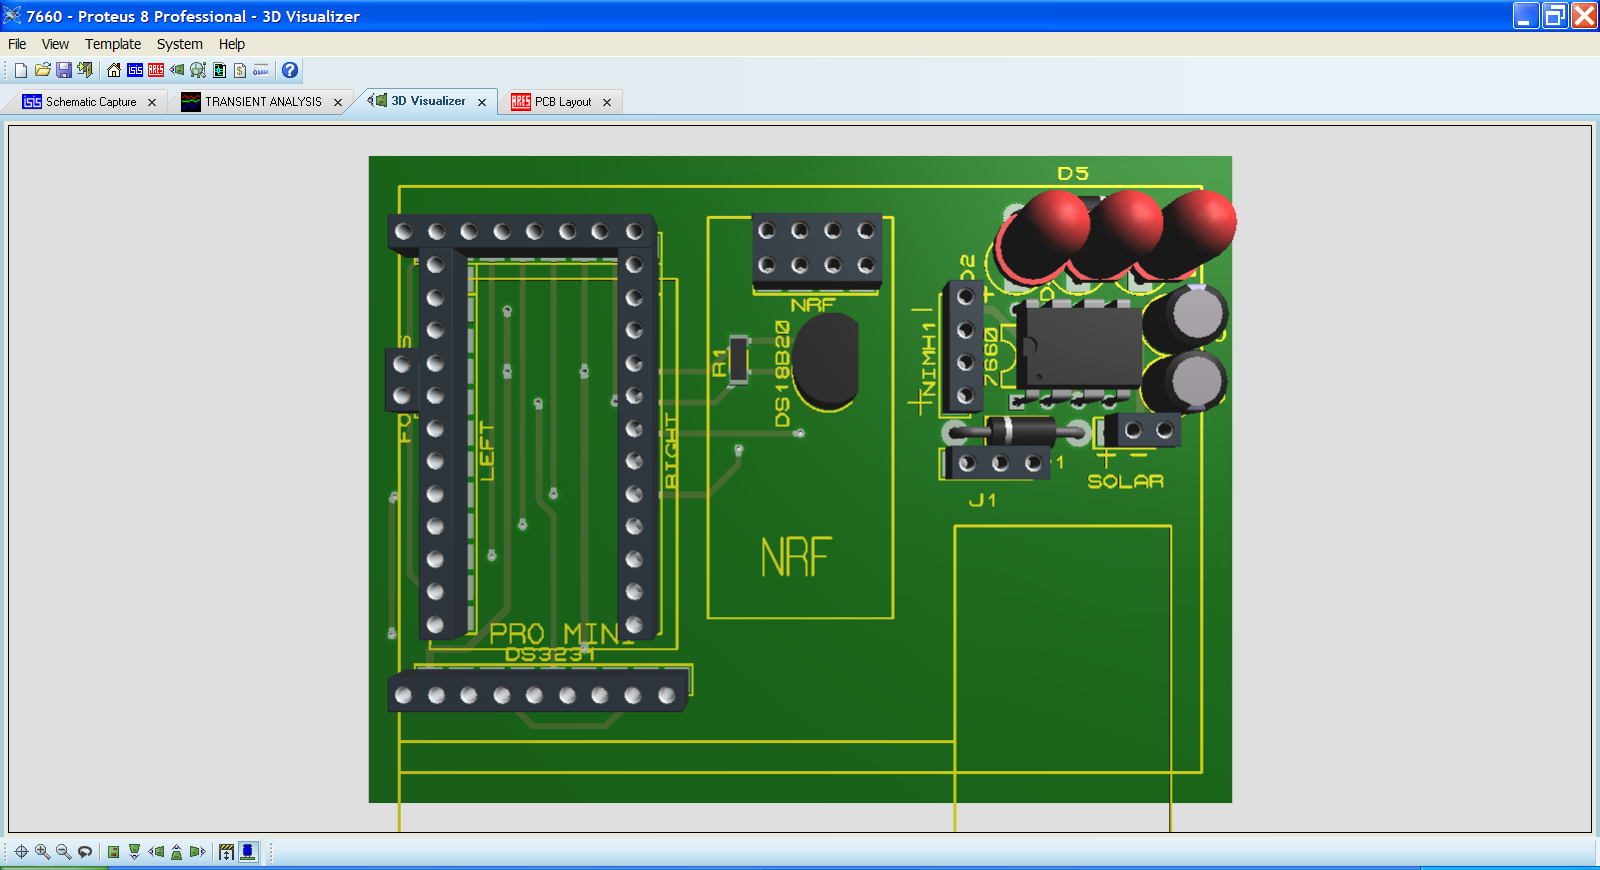 7660 - Proteus 8 Professional - 3D Visualizer
File View Template System Help
Schematic Capture
TRANSIENT ANALYSIS
3D Visualizer
PCB Layout
D5
D2
NRF
NIMH1
7660
R1
DS18B20
LEFT
RIGHT
+ −
SOLAR
J1
NRF
PRO MINI
DS3231